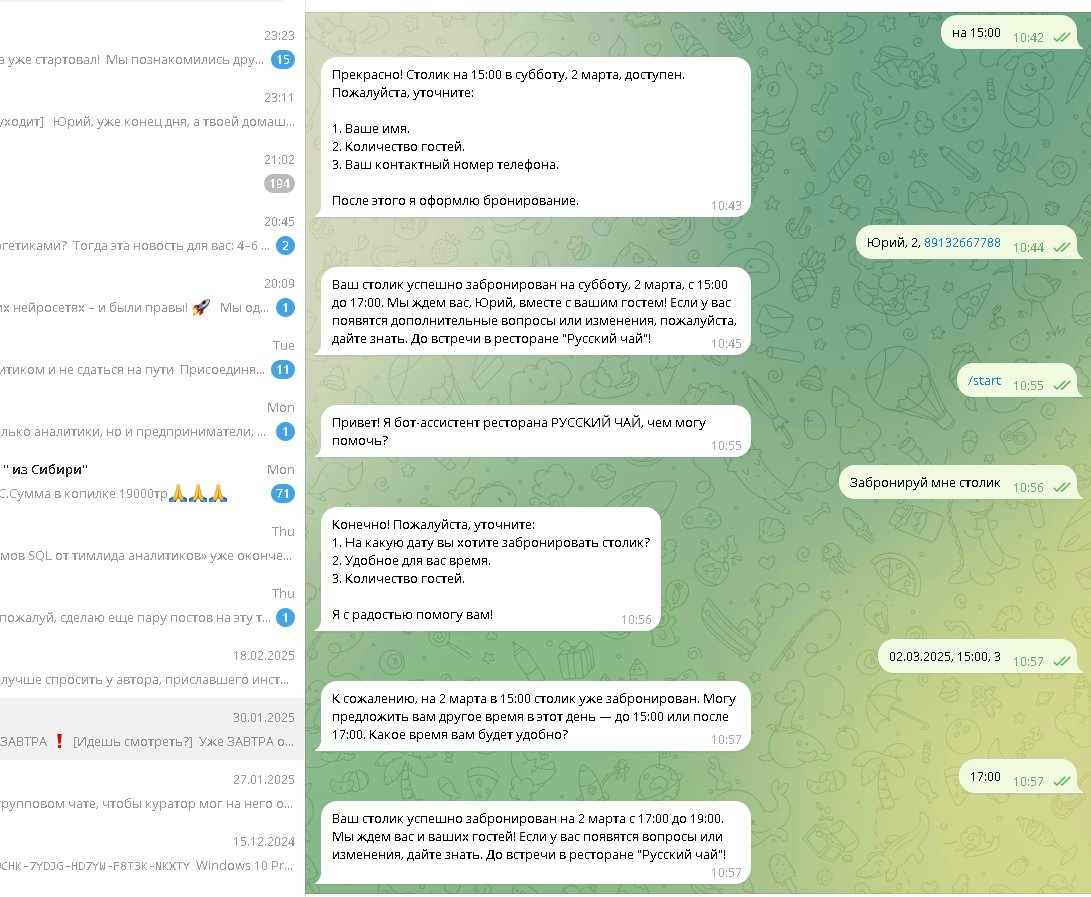 23:23
а уже стартовал! Мы познакомились дру...
15
23:11
уходит] Юрий, уже конец дня, а твоей домаш...
21:02
194
20:45
ргетиками? Тогда эта новость для вас: 4–6 ...
2
20:09
их нейросетях – и были правы! 🚀 Мы од...
1
Tue
итиком и не сдаться на пути Присоединя...
11
Mon
лько аналитики, но и предприниматели, ...
1
" из Сибири"
Mon
С.Сумма в копилке 19000тр🙏🙏🙏
71
Thu
мов SQL от тимлида аналитиков» уже оконче...
Thu
пожалуй, сделаю еще пару постов на эту т...
1
18.02.2025
лучше спросить у автора, приславшего инст...
30.01.2025
ЗАВТРА ❗ [Идешь смотреть?] Уже ЗАВТРА о...
27.01.2025
рупповом чате, чтобы куратор мог на него о...
15.12.2024
CHK-7YDJG-HD7YW-F8T3K-NKXTY Windows 10 Pr...
на 15:00
10:42
Прекрасно! Столик на 15:00 в субботу, 2 марта, доступен.
Пожалуйста, уточните:
1. Ваше имя.
2. Количество гостей.
3. Ваш контактный номер телефона.
После этого я оформлю бронирование.
10:43
Юрий, 2, 89132667788
10:44
Ваш столик успешно забронирован на субботу, 2 марта, с 15:00
до 17:00. Мы ждем вас, Юрий, вместе с вашим гостем! Если у вас
появятся дополнительные вопросы или изменения, пожалуйста,
дайте знать. До встречи в ресторане "Русский чай"!
10:45
/start
10:55
Привет! Я бот-ассистент ресторана РУССКИЙ ЧАЙ, чем могу
помочь?
10:55
Забронируй мне столик
10:56
Конечно! Пожалуйста, уточните:
1. На какую дату вы хотите забронировать столик?
2. Удобное для вас время.
3. Количество гостей.
Я с радостью помогу вам!
10:56
02.03.2025, 15:00, 3
10:57
К сожалению, на 2 марта в 15:00 столик уже забронирован. Могу
предложить вам другое время в этот день — до 15:00 или после
17:00. Какое время вам будет удобно?
10:57
17:00
10:57
Ваш столик успешно забронирован на 2 марта с 17:00 до 19:00.
Мы ждем вас и ваших гостей! Если у вас появятся вопросы или
изменения, дайте знать. До встречи в ресторане "Русский чай"!
10:57